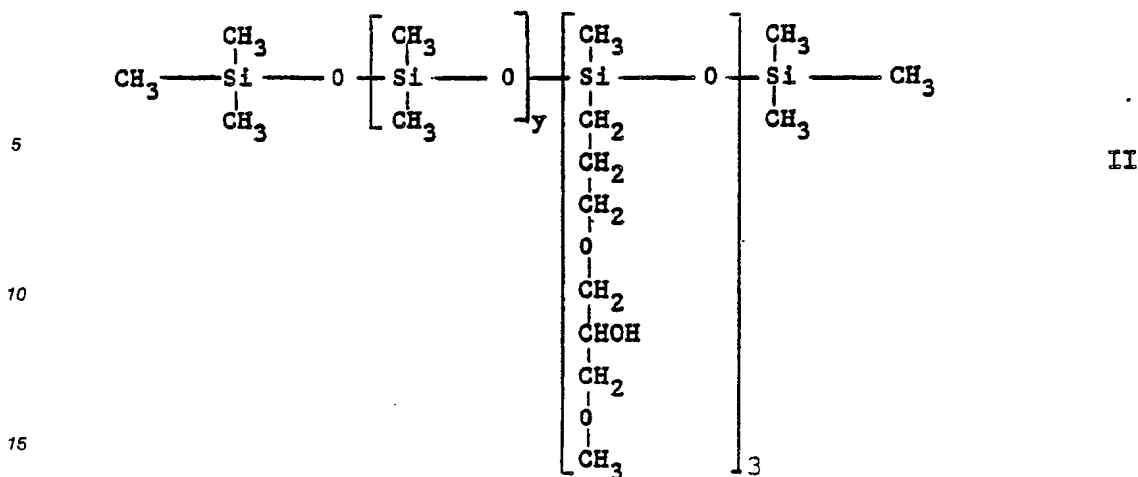 CH3 CH3 CH3 CH3
CH3 Si O Si O Si O Si CH3
CH3 CH3 y CH2 CH3
5 CH2 II
CH2
O
10 CH2
CHOH
CH2
O
15 CH3 3